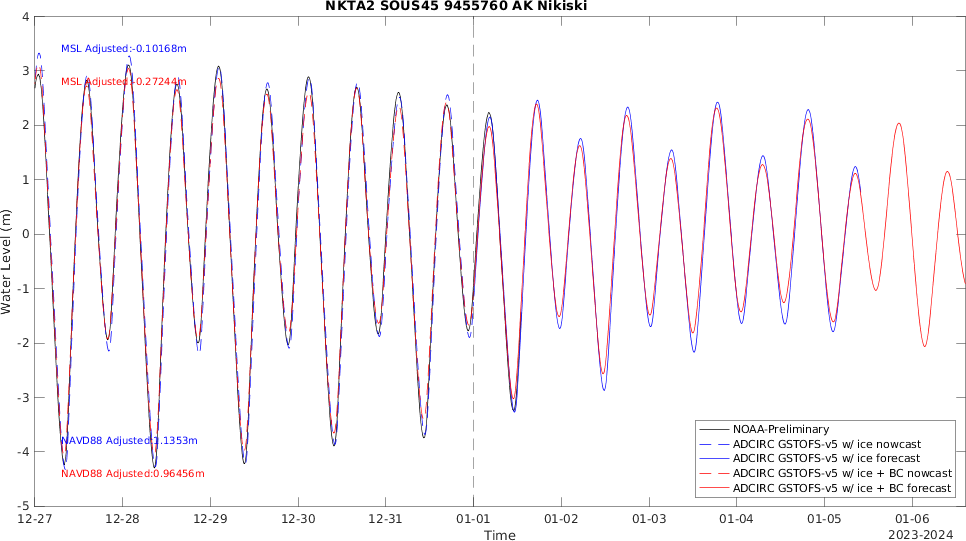 NKTA2 SOUS45 9455760 AK Nikiski
4
3
2
1
0
-1
-2
-3
-4
-5
Water Level (m)
MSL Adjusted:-0.10168m
MSL Adjusted:-0.27244m
NAVD88 Adjusted:1.1353m
NAVD88 Adjusted:0.96456m
NOAA-Preliminary
ADCIRC GSTOFS-v5 w/ ice nowcast
ADCIRC GSTOFS-v5 w/ ice forecast
ADCIRC GSTOFS-v5 w/ ice + BC nowcast
ADCIRC GSTOFS-v5 w/ ice + BC forecast
12-27 12-28 12-29 12-30 12-31 01-01 01-02 01-03 01-04 01-05 01-06
Time
2023-2024